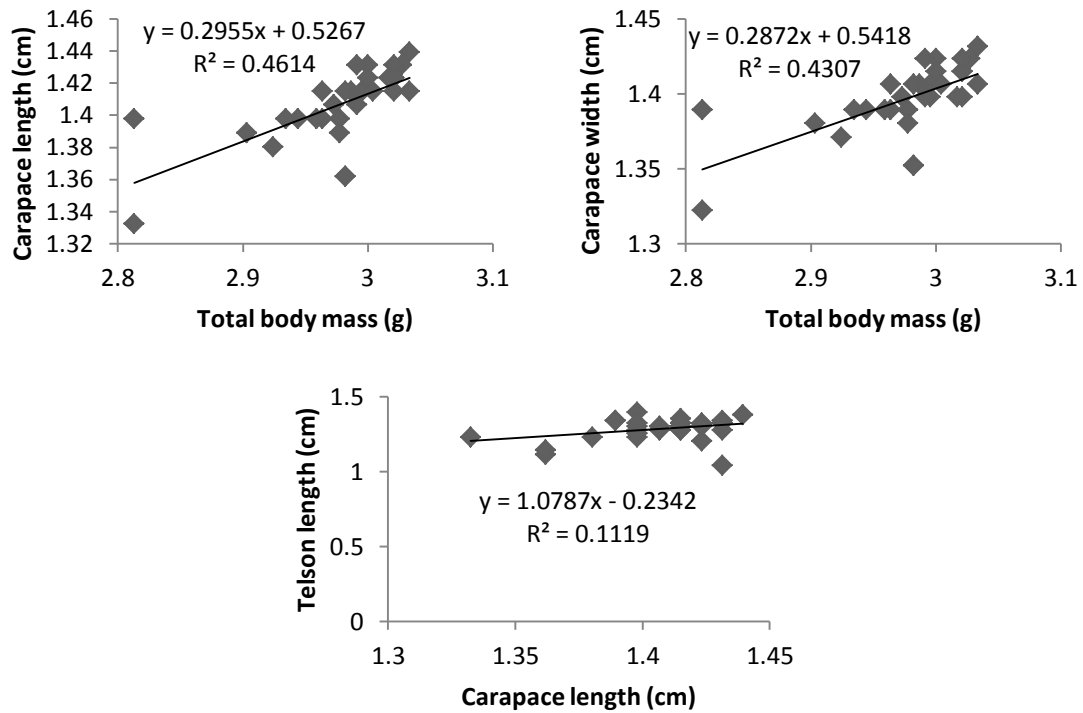 Carapace length (cm)
1.46
1.44
1.42
1.4
1.38
1.36
1.34
1.32
y = 0.2955x + 0.5267
R² = 0.4614
2.8 2.9 3 3.1
Total body mass (g)
Carapace width (cm)
1.45
1.4
1.35
1.3
y = 0.2872x + 0.5418
R² = 0.4307
2.8 2.9 3 3.1
Total body mass (g)
Telson length (cm)
1.5
1
0.5
0
y = 1.0787x - 0.2342
R² = 0.1119
1.3 1.35 1.4 1.45
Carapace length (cm)